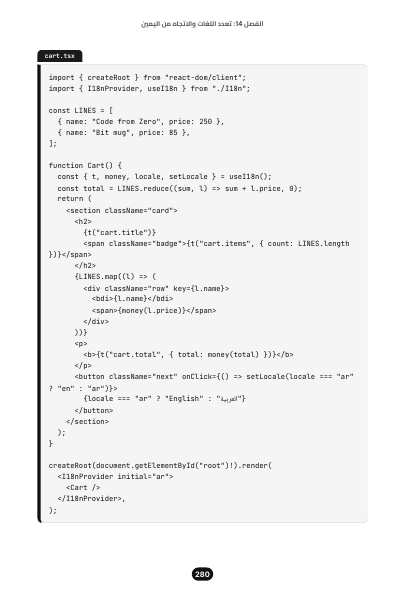 الفصل 14: تعدد اللغات والاتجاه من اليمين
cart.tsx
import { createRoot } from "react-dom/client";
import { I18nProvider, useI18n } from "./I18n";
const LINES = [
  { name: "Code from Zero", price: 250 },
  { name: "Bit mug", price: 85 },
];
function Cart() {
  const { t, money, locale, setLocale } = useI18n();
  const total = LINES.reduce((sum, l) => sum + l.price, 0);
  return (
    <section className="card">
      <h2>
        {t("cart.title")}
        <span className="badge">{t("cart.items", { count: LINES.length
})}</span>
      </h2>
      {LINES.map((l) => (
        <div className="row" key={l.name}>
          <bdi>{l.name}</bdi>
          <span>{money(l.price)}</span>
        </div>
      ))}
      <p>
        <b>{t("cart.total", { total: money(total) })}</b>
      </p>
      <button className="next" onClick={() => setLocale(locale === "ar"
? "en" : "ar")}>
        {locale === "ar" ? "English" : "العربية"}
      </button>
    </section>
  );
}
createRoot(document.getElementById("root")!).render(
  <I18nProvider initial="ar">
    <Cart />
  </I18nProvider>,
);
280